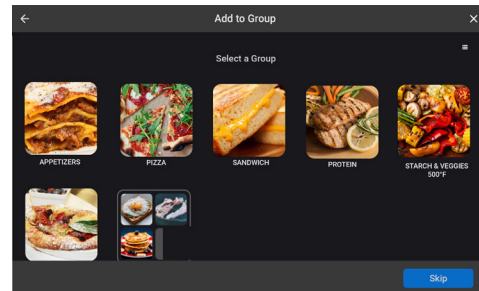 Add to Group
Select a Group
APPETIZERS
PIZZA
SANDWICH
PROTEIN
STARCH & VEGGIES
500°F
Skip